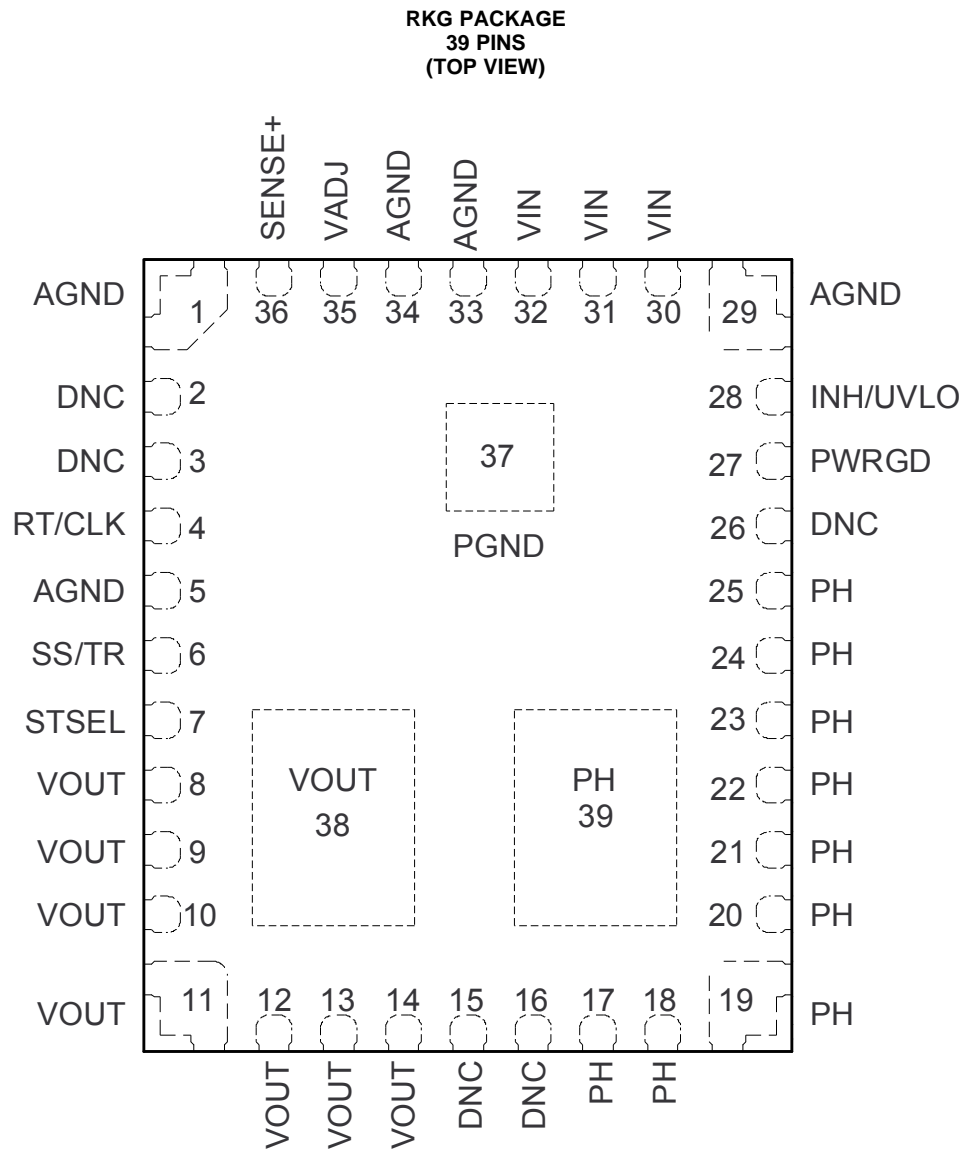 RKG PACKAGE
39 PINS
(TOP VIEW)
SENSE+ VADJ AGND AGND VIN VIN VIN
AGND 1 36 35 34 33 32 31 30 29 AGND
DNC 2 28 INH/UVLO
DNC 3 37 27 PWRGD
RT/CLK 4 26 DNC
PGND
AGND 5 25 PH
SS/TR 6 24 PH
STSEL 7 23 PH
VOUT 8 VOUT PH 22 PH
38 39
VOUT 9 21 PH
VOUT 10 20 PH
VOUT 11 12 13 14 15 16 17 18 19 PH
VOUT VOUT VOUT DNC DNC PH PH